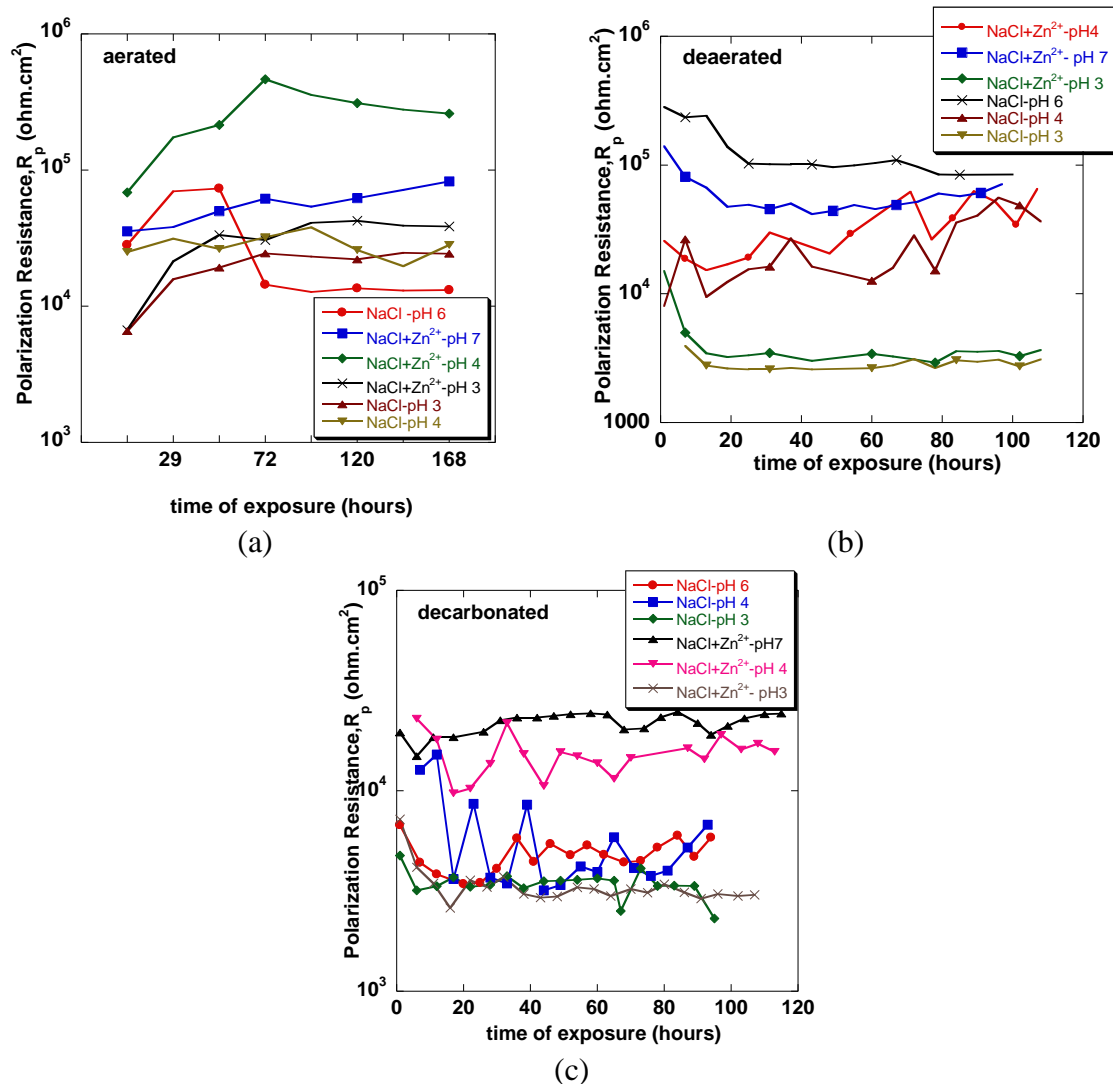 (a)
aerated
Polarization Resistance,Rp (ohm.cm²)
10⁶
10⁵
10⁴
10³
NaCl -pH 6
NaCl+Zn²⁺-pH 7
NaCl+Zn²⁺-pH 4
NaCl+Zn²⁺-pH 3
NaCl-pH 3
NaCl-pH 4
29 72 120 168
time of exposure (hours)
(a)
deaerated
Polarization Resistance,Rp (ohm.cm²)
10⁶
10⁵
10⁴
1000
NaCl+Zn²⁺-pH4
NaCl+Zn²⁺- pH 7
NaCl+Zn²⁺-pH 3
NaCl-pH 6
NaCl-pH 4
NaCl-pH 3
0 20 40 60 80 100 120
time of exposure (hours)
(b)
decarbonated
Polarization Resistance,Rp (ohm.cm²)
10⁵
10⁴
10³
NaCl-pH 6
NaCl-pH 4
NaCl-pH 3
NaCl+Zn²⁺-pH7
NaCl+Zn²⁺-pH 4
NaCl+Zn²⁺- pH3
0 20 40 60 80 100 120
time of exposure (hours)
(c)